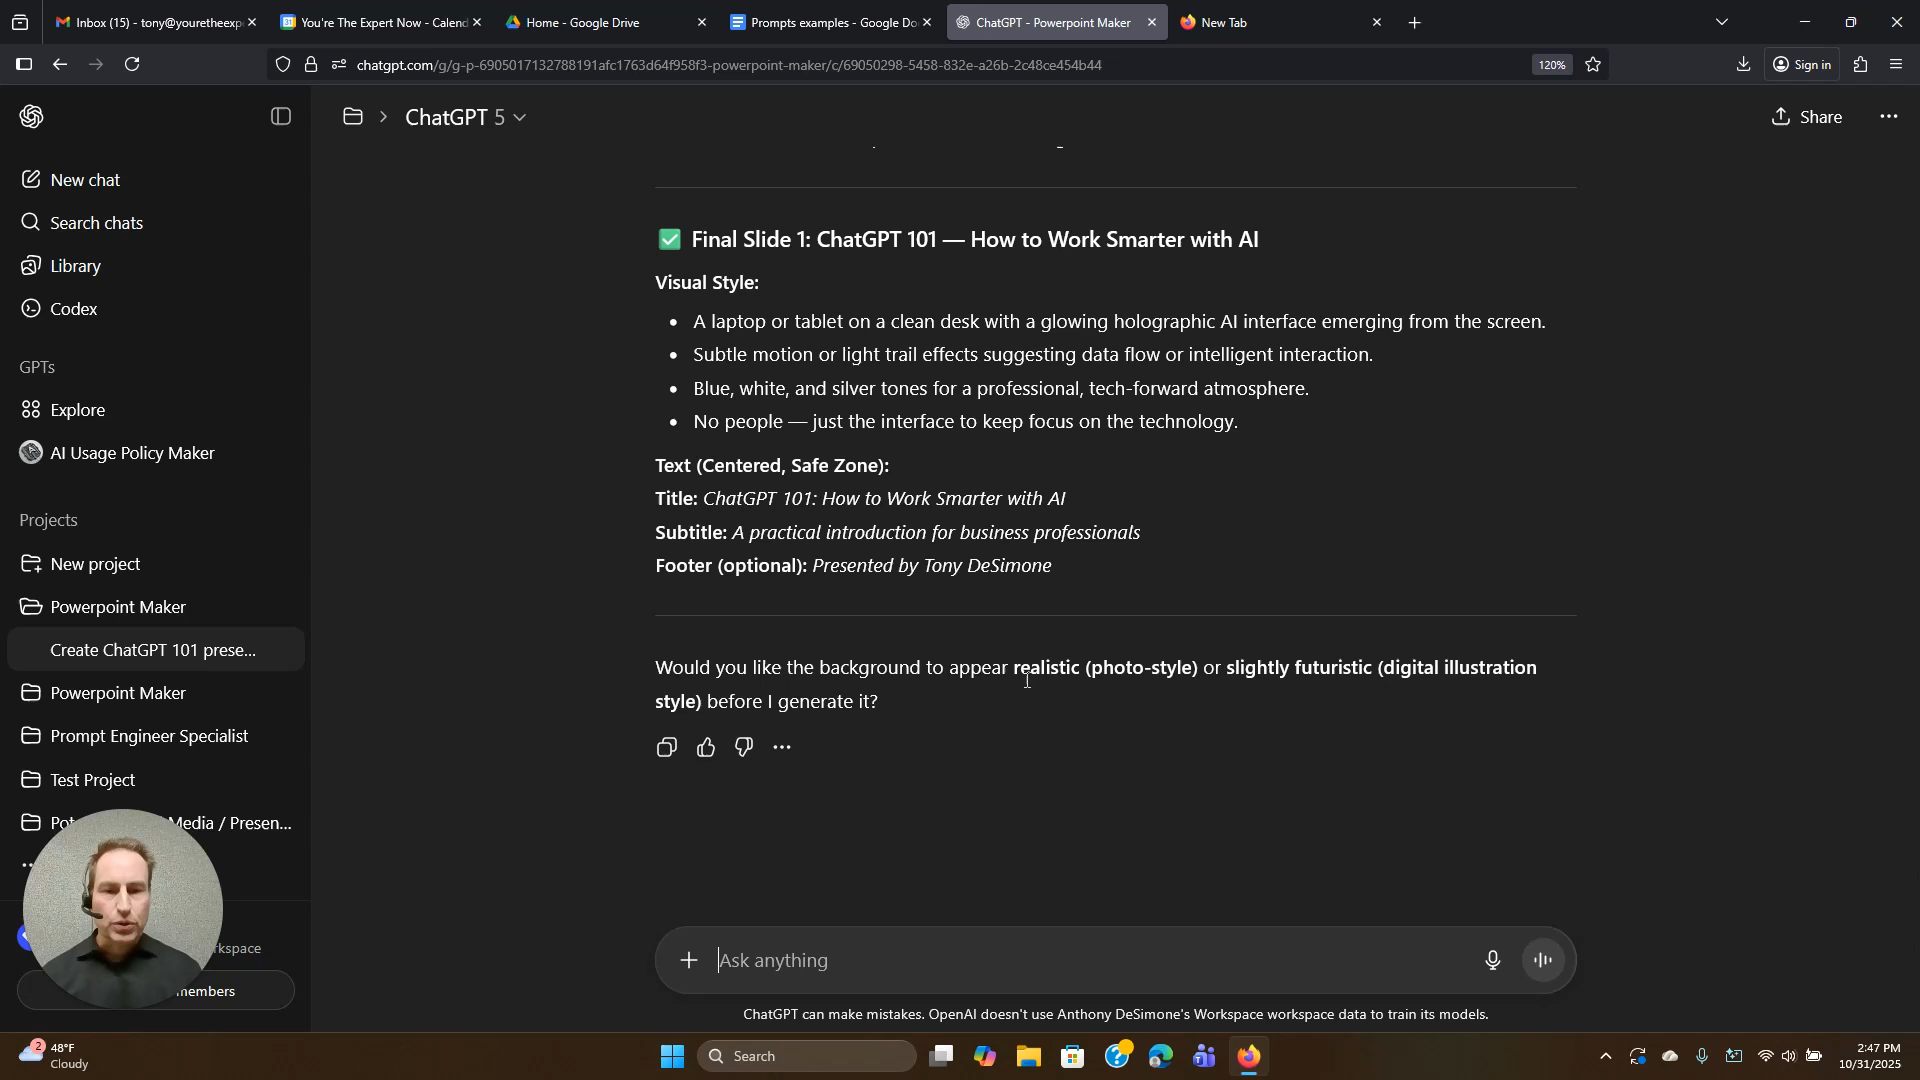 Inbox (15) - tony@youretheexp
You're The Expert Now - Calend
Home - Google Drive
Prompts examples - Google Do
ChatGPT - Powerpoint Maker
New Tab
chatgpt.com/g/g-p-6905017132788191afc1763d64f958f3-powerpoint-maker/c/69050298-5458-832e-a26b-2c48ce454b44
120%
Sign in
ChatGPT 5
Share
New chat
Search chats
Library
Codex
GPTs
Explore
AI Usage Policy Maker
Projects
New project
Powerpoint Maker
Create ChatGPT 101 prese...
Powerpoint Maker
Prompt Engineer Specialist
Test Project
Media / Presen...
rkspace
members
Final Slide 1: ChatGPT 101 — How to Work Smarter with AI
Visual Style:
• A laptop or tablet on a clean desk with a glowing holographic AI interface emerging from the screen.
• Subtle motion or light trail effects suggesting data flow or intelligent interaction.
• Blue, white, and silver tones for a professional, tech-forward atmosphere.
• No people — just the interface to keep focus on the technology.
Text (Centered, Safe Zone):
Title: ChatGPT 101: How to Work Smarter with AI
Subtitle: A practical introduction for business professionals
Footer (optional): Presented by Tony DeSimone
Would you like the background to appear realistic (photo-style) or slightly futuristic (digital illustration
style) before I generate it?
Ask anything
ChatGPT can make mistakes. OpenAI doesn't use Anthony DeSimone's Workspace workspace data to train its models.
2
48°F
Cloudy
Search
2:47 PM
10/31/2025